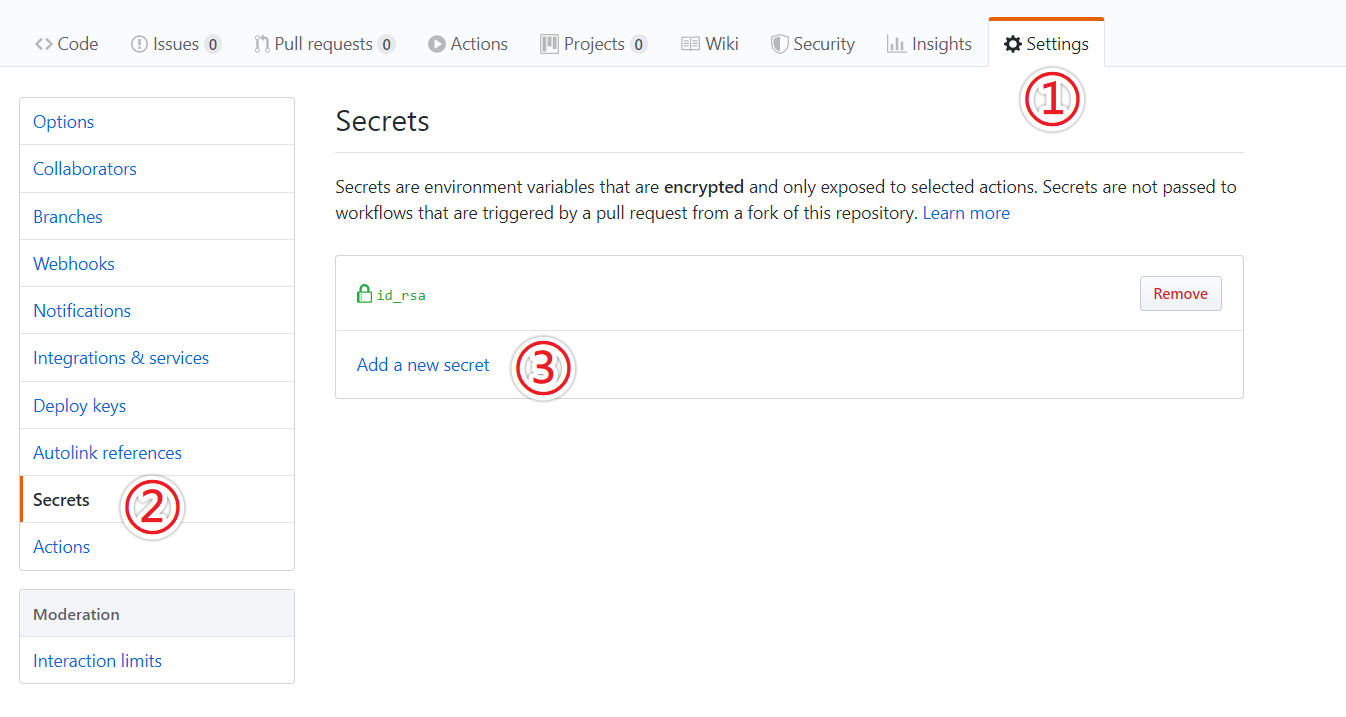 Code Issues 0 Pull requests 0 Actions Projects 0 Wiki Security Insights Settings
①
Options
Collaborators
Branches
Webhooks
Notifications
Integrations & services
Deploy keys
Autolink references
Secrets ②
Actions
Moderation
Interaction limits
Secrets
Secrets are environment variables that are encrypted and only exposed to selected actions. Secrets are not passed to
workflows that are triggered by a pull request from a fork of this repository. Learn more
id_rsa Remove
Add a new secret ③